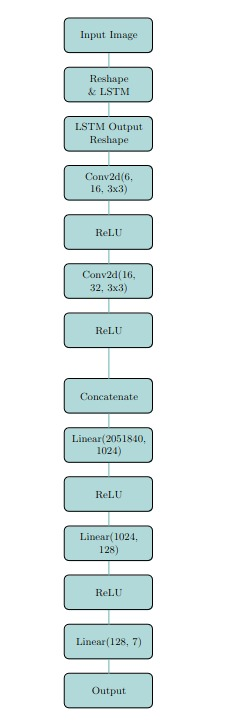 Input Image
Reshape
& LSTM
LSTM Output
Reshape
Conv2d(6,
16, 3x3)
ReLU
Conv2d(16,
32, 3x3)
ReLU
Concatenate
Linear(2051840,
1024)
ReLU
Linear(1024,
128)
ReLU
Linear(128, 7)
Output